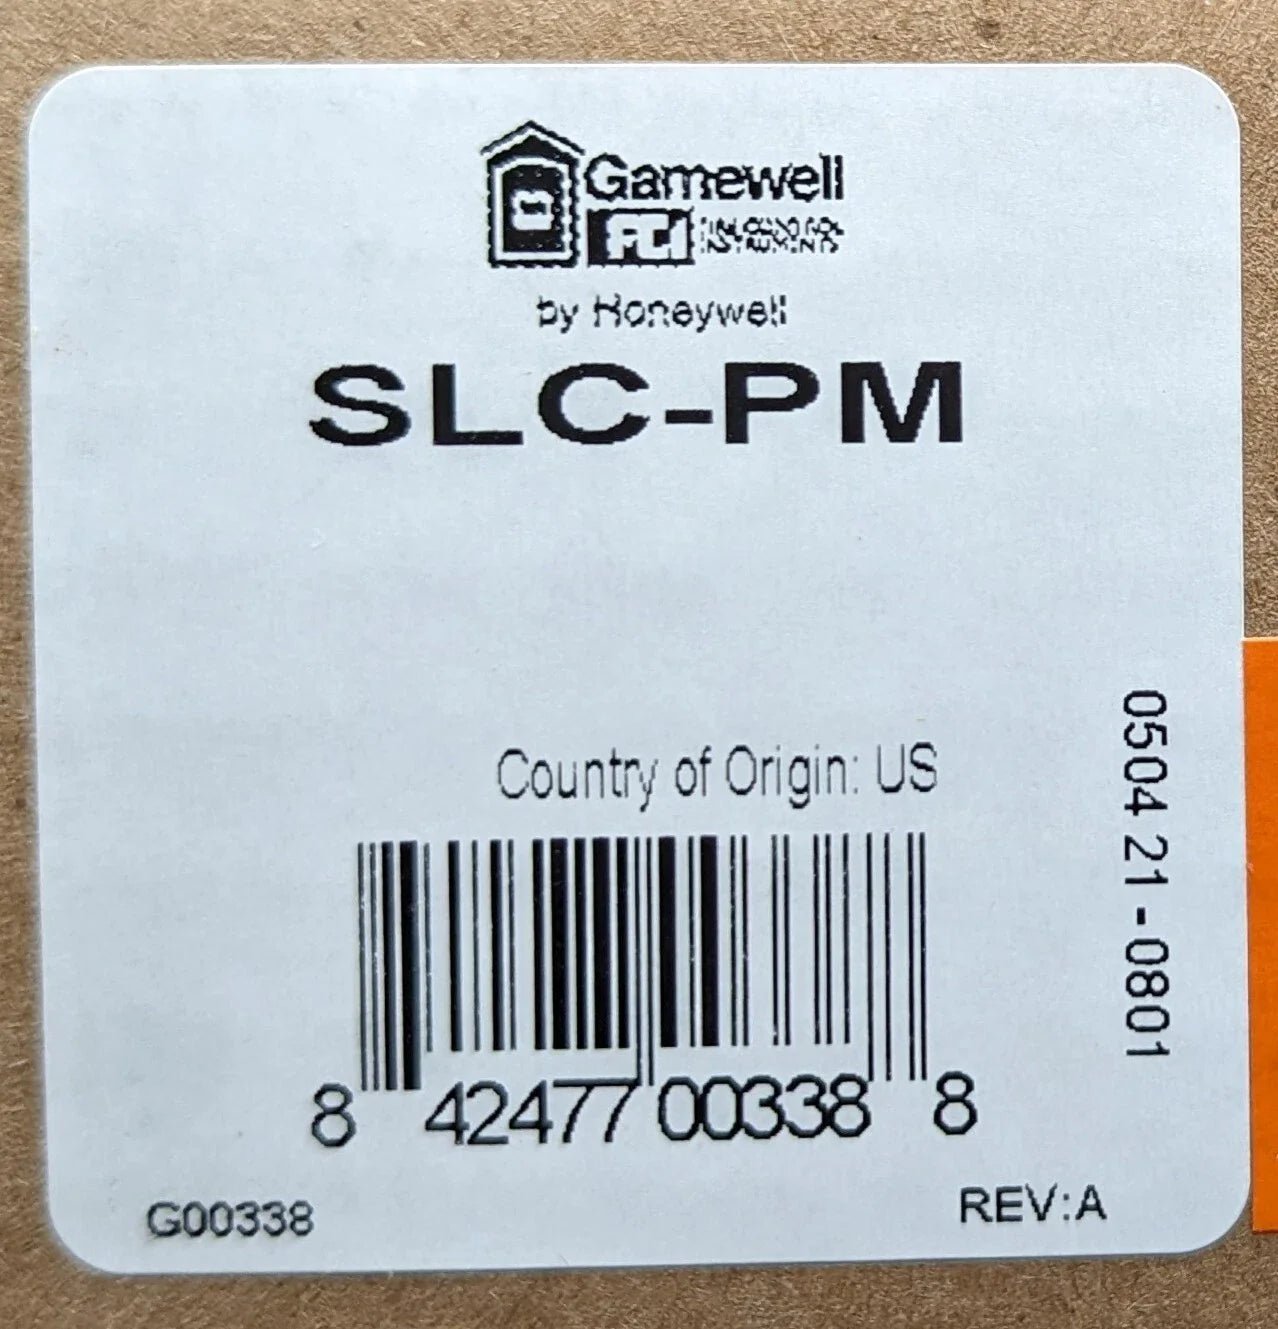 Gamewell
FCI
by Honeywell
SLC-PM
Country of Origin: US
0504 21-0801
8 42477 00338 8
G00338
REV:A